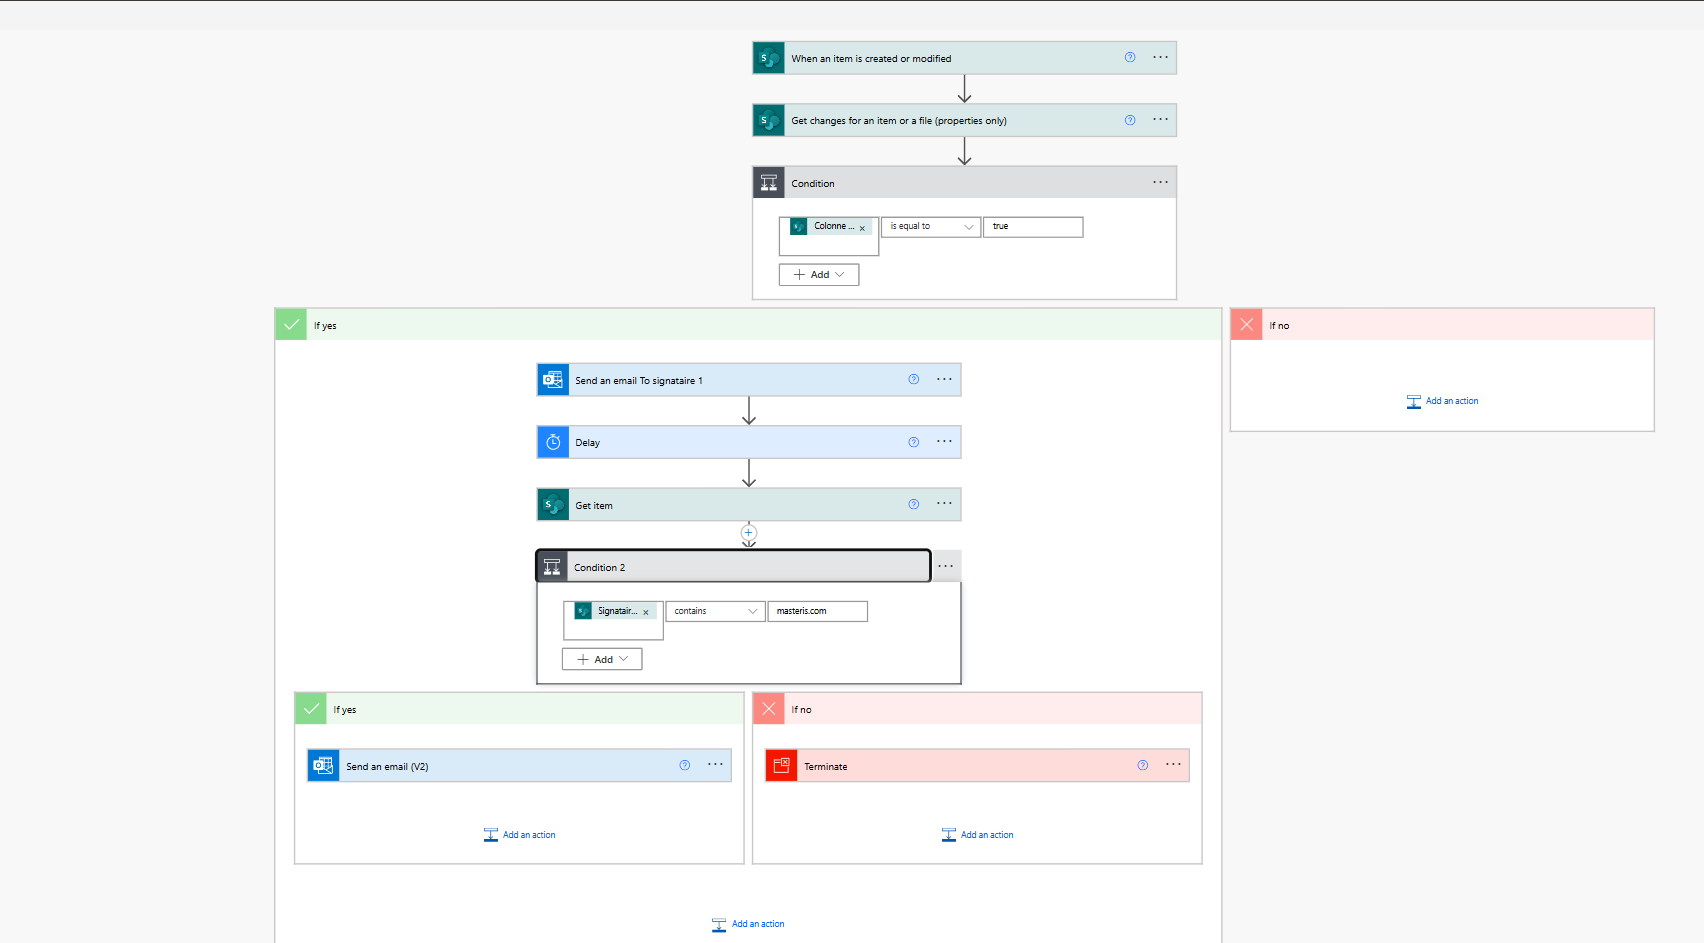 When an item is created or modified
Get changes for an item or a file (properties only)
Condition
Colonne ...
is equal to
true
Add
If yes
If no
Add an action
Send an email To signataire 1
Delay
Get item
Condition 2
Signatair...
contains
masteris.com
Add
If yes
If no
Send an email (V2)
Terminate
Add an action
Add an action
Add an action